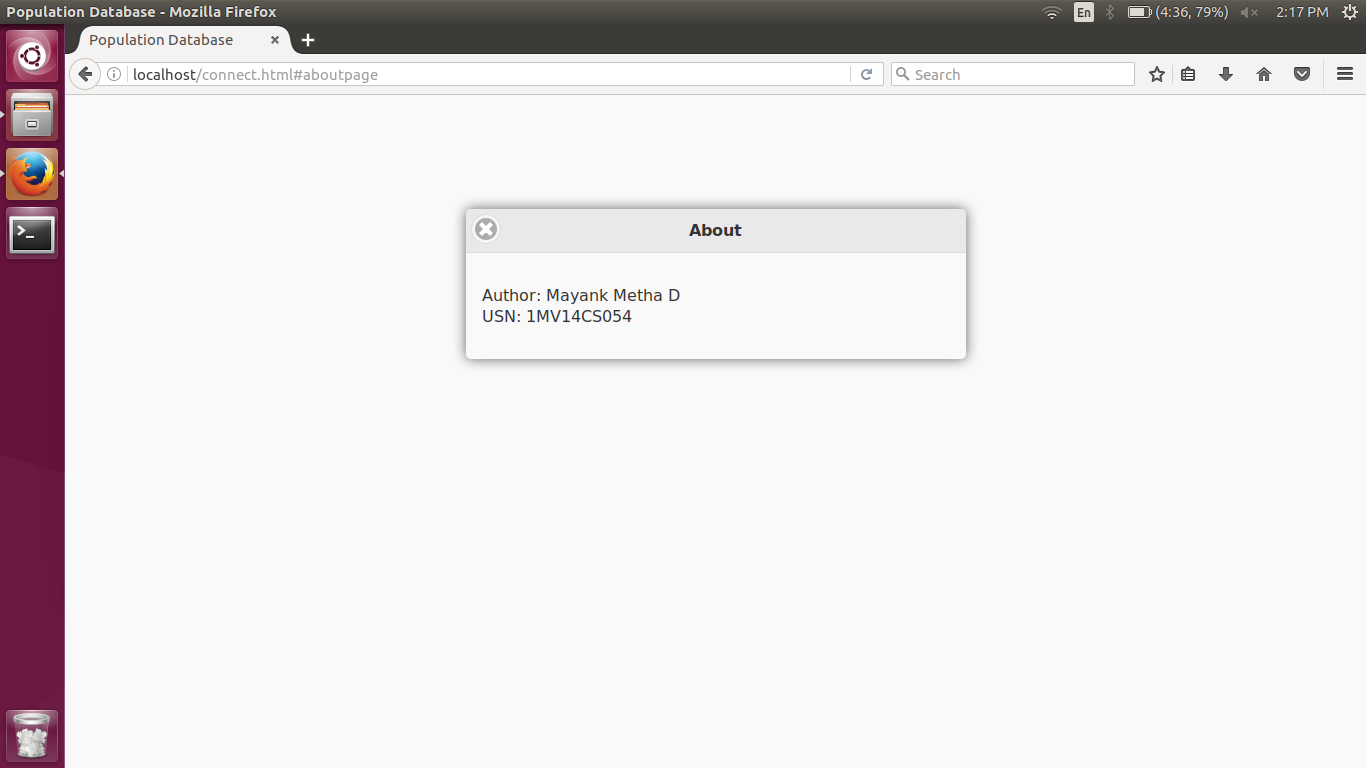 Population Database - Mozilla Firefox
En
(4:36, 79%)
2:17 PM
Population Database
localhost/connect.html#aboutpage
Search
About
Author: Mayank Metha D
USN: 1MV14CS054